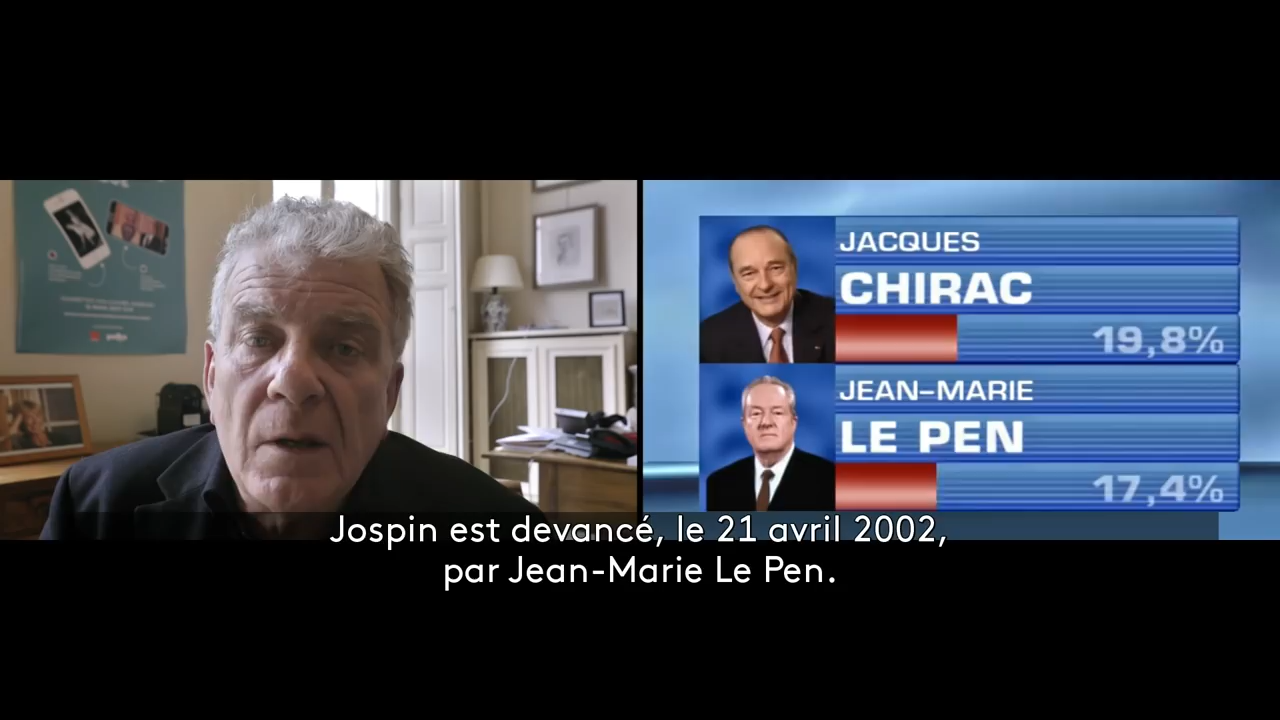 JACQUES
CHIRAC
19,8%
JEAN-MARIE
LE PEN
17,4%
Jospin est devancé, le 21 avril 2002,
par Jean-Marie Le Pen.